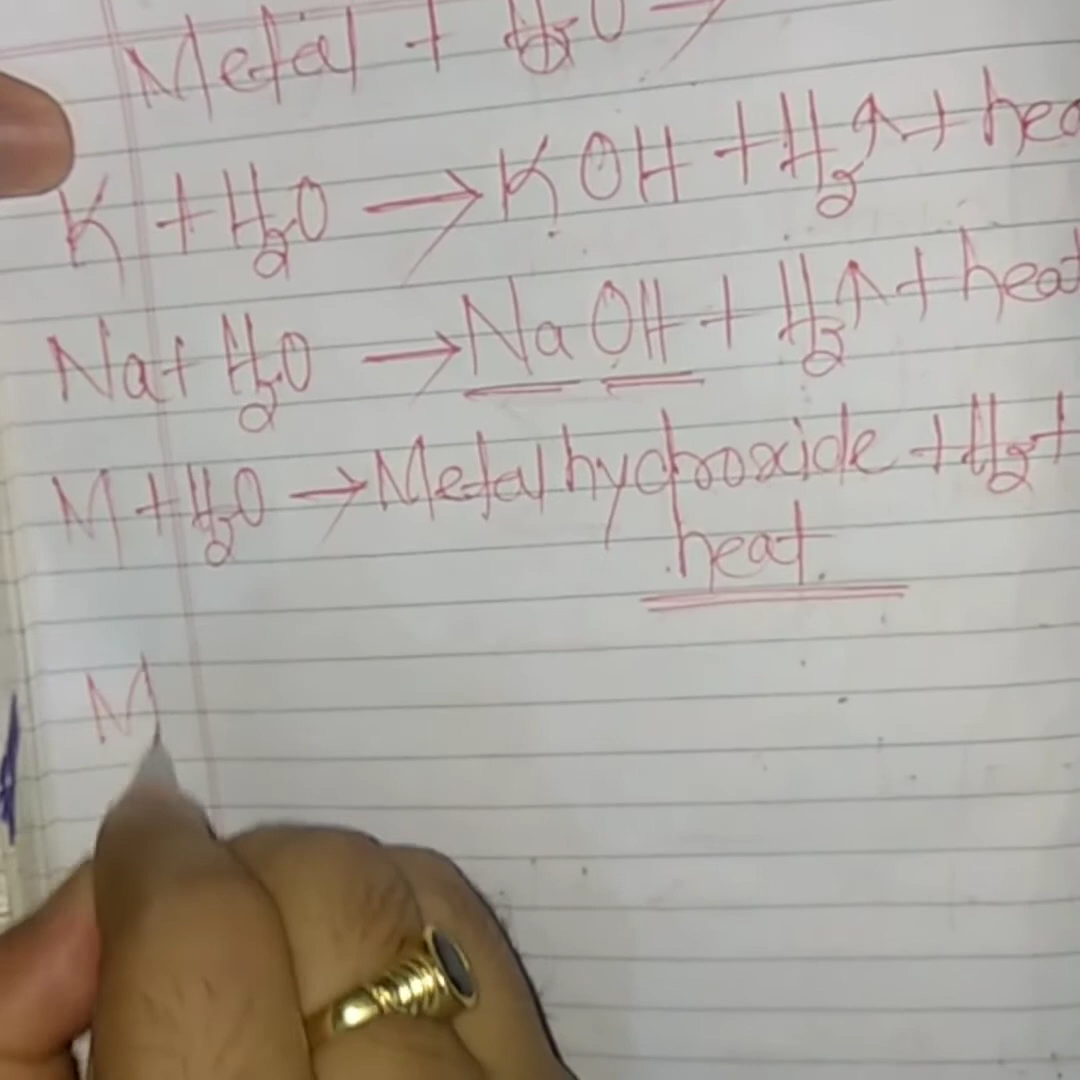 Metal + H₂O →
K + H₂O → KOH + H₂↑ + hea
Na + H₂O → NaOH + H₂↑ + heat
M + H₂O → Metal hydroxide + H₂ +
heat.
M